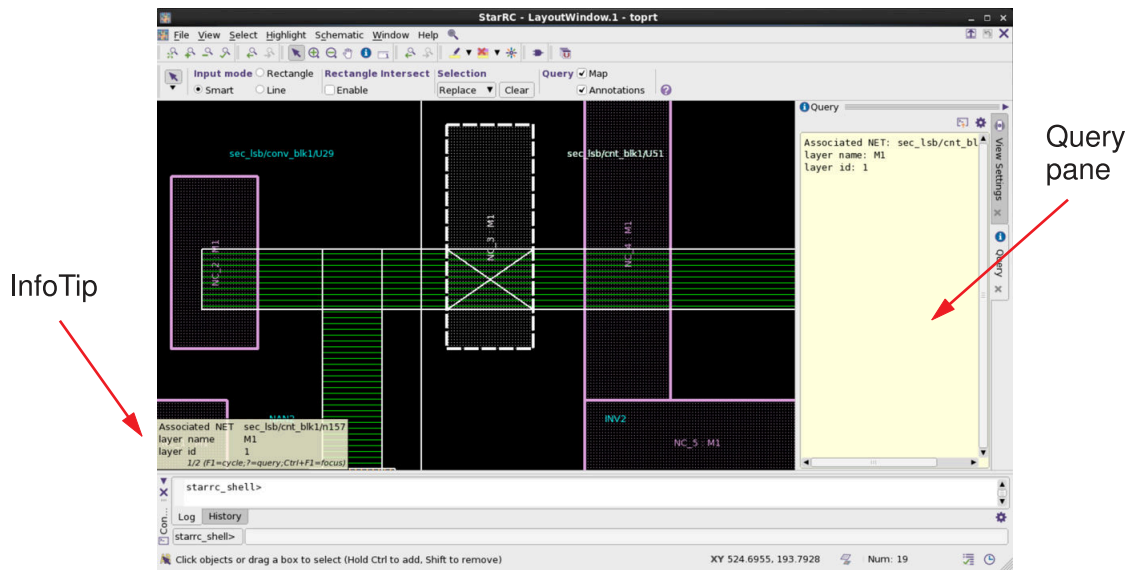 StarRC - LayoutWindow.1 - toprt
File View Select Highlight Schematic Window Help
Input mode Rectangle Rectangle Intersect Selection Query Map
Smart Line Enable Replace Clear Annotations
Query
sec_lsb/conv_blk1/U29
sec_lsb/cnt_blk1/U51
NC_2 : M1
NC_3 : M1
NC_4 : M1
INV2
NC_5 : M1
Associated NET sec_lsb/cnt_blk1/n157
layer name M1
layer id 1
1/2 (F1=cycle;?=query;Ctrl+F1=focus)
Associated NET: sec_lsb/cnt_bl
layer name: M1
layer id: 1
View Settings
Query
Query
pane
InfoTip
starrc_shell>
Con...
Log History
starrc_shell>
Click objects or drag a box to select (Hold Ctrl to add, Shift to remove)
XY 524.6955, 193.7928
Num: 19